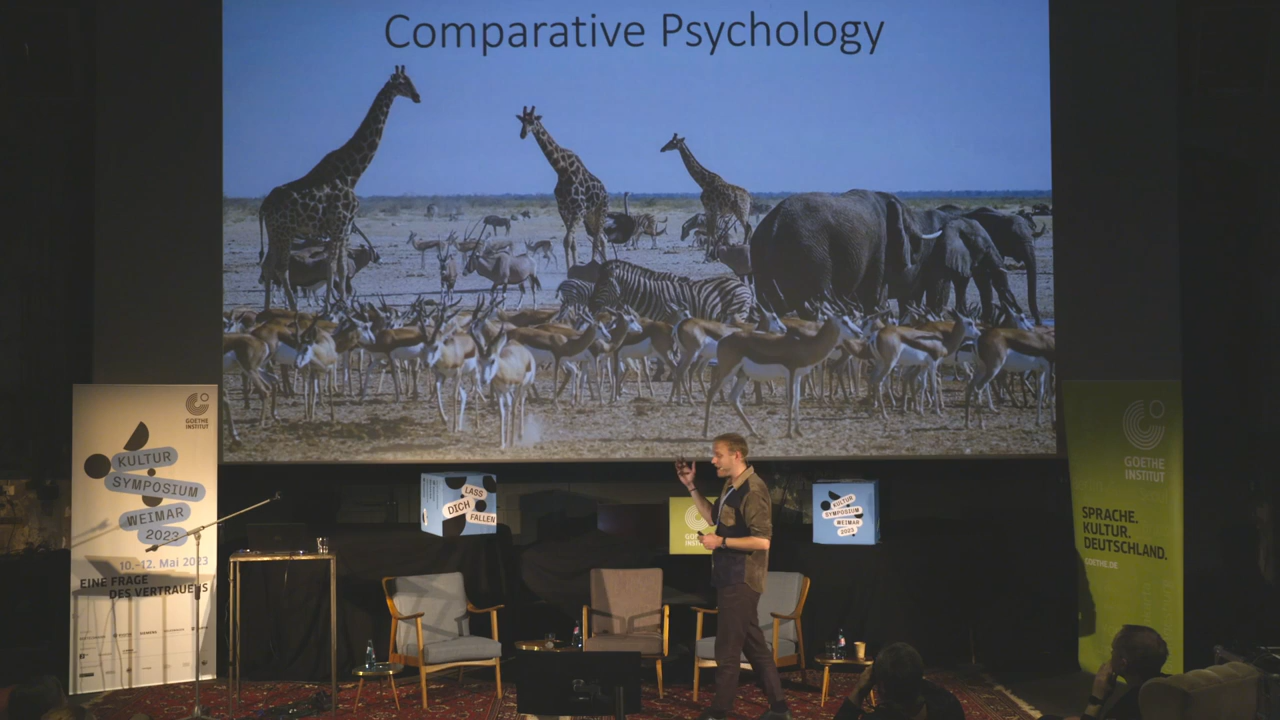 Comparative Psychology
GOETHE
INSTITUT
KULTUR
SYMPOSIUM
WEIMAR
2023
10.–12. Mai 2023
EINE FRAGE
DES VERTRAUENS
SIEMENS
LASS
DICH
FALLEN
KULTUR
SYMPOSIUM
WEIMAR
2023
GOETHE
INSTITUT
SPRACHE.
KULTUR.
DEUTSCHLAND.
GOETHE.DE